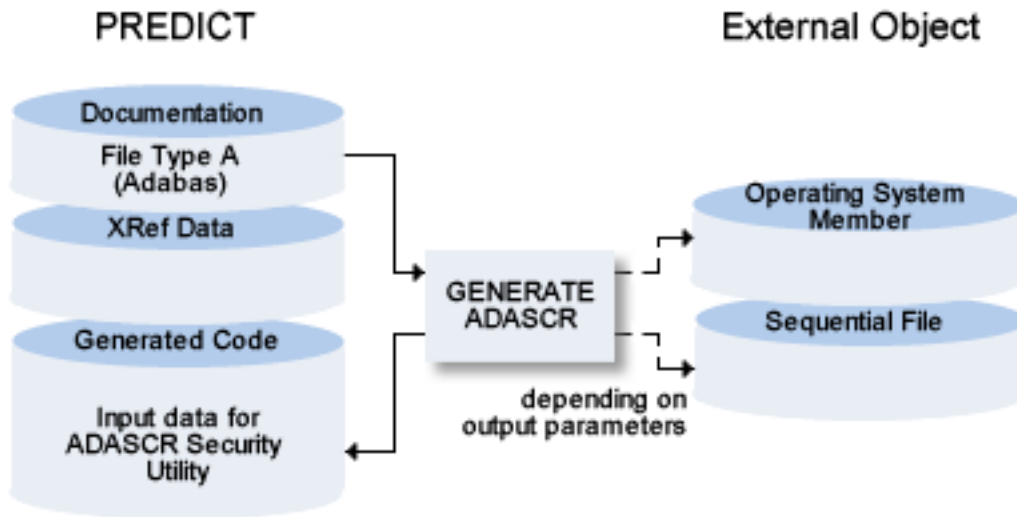 PREDICT
External Object
Documentation
File Type A
(Adabas)
XRef Data
Generated Code
Input data for
ADASCR Security
Utility
GENERATE
ADASCR
depending on
output parameters
Operating System
Member
Sequential File